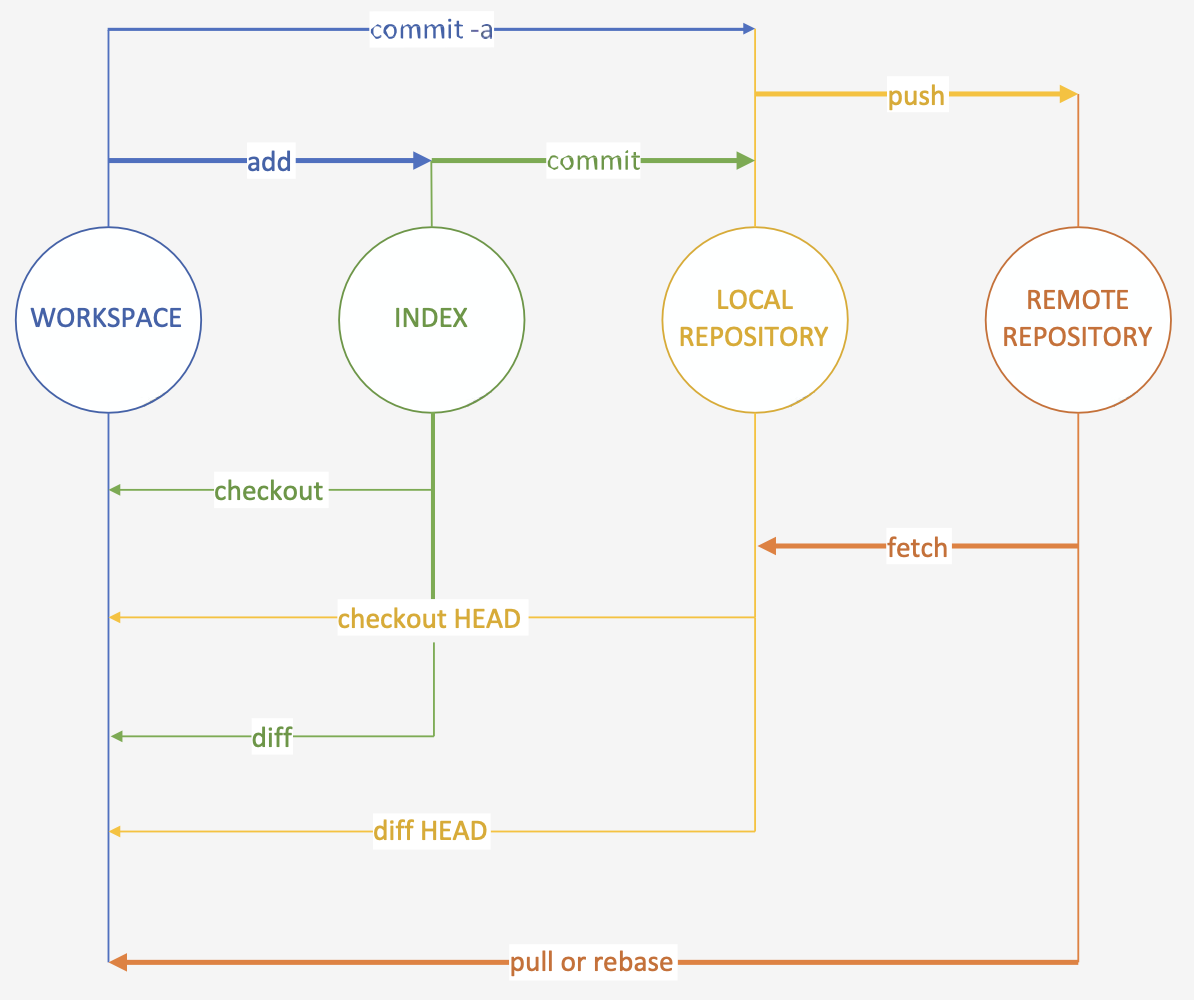 commit -a
push
add
commit
WORKSPACE
INDEX
LOCAL
REPOSITORY
REMOTE
REPOSITORY
checkout
fetch
checkout HEAD
diff
diff HEAD
pull or rebase